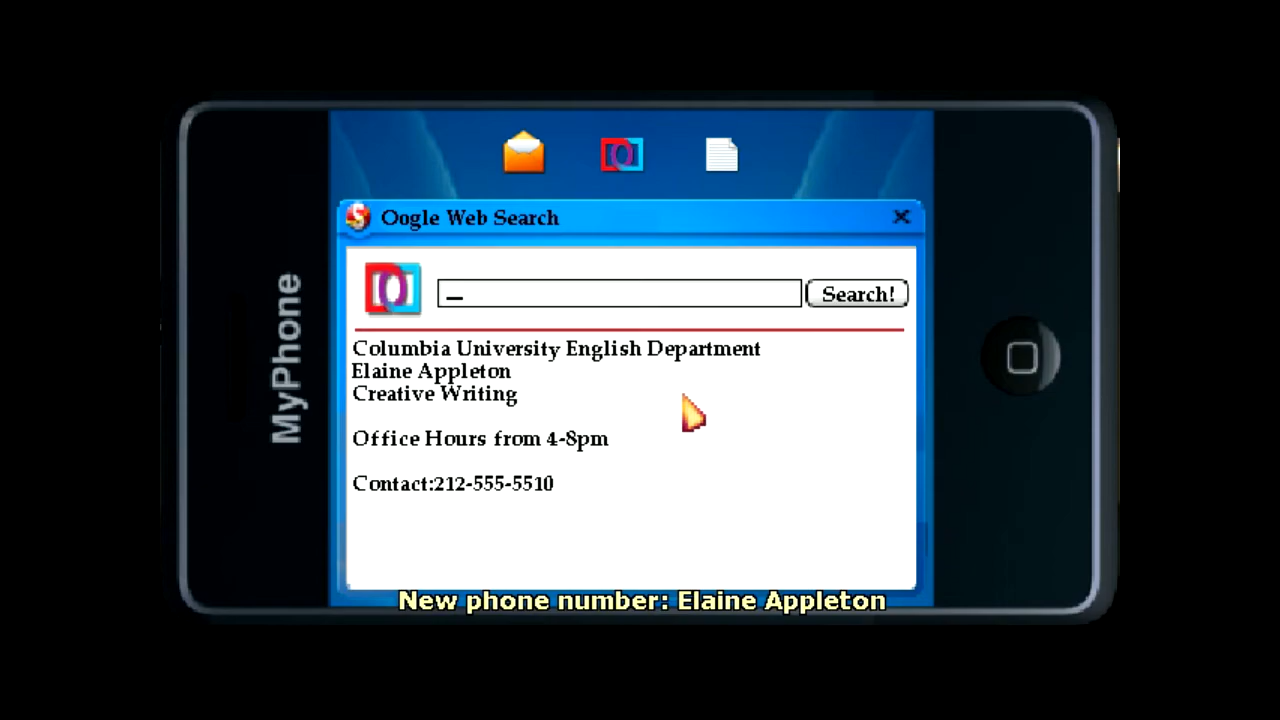 MyPhone
Oogle Web Search
Search!
Columbia University English Department
Elaine Appleton
Creative Writing
Office Hours from 4-8pm
Contact:212-555-5510
New phone number: Elaine Appleton